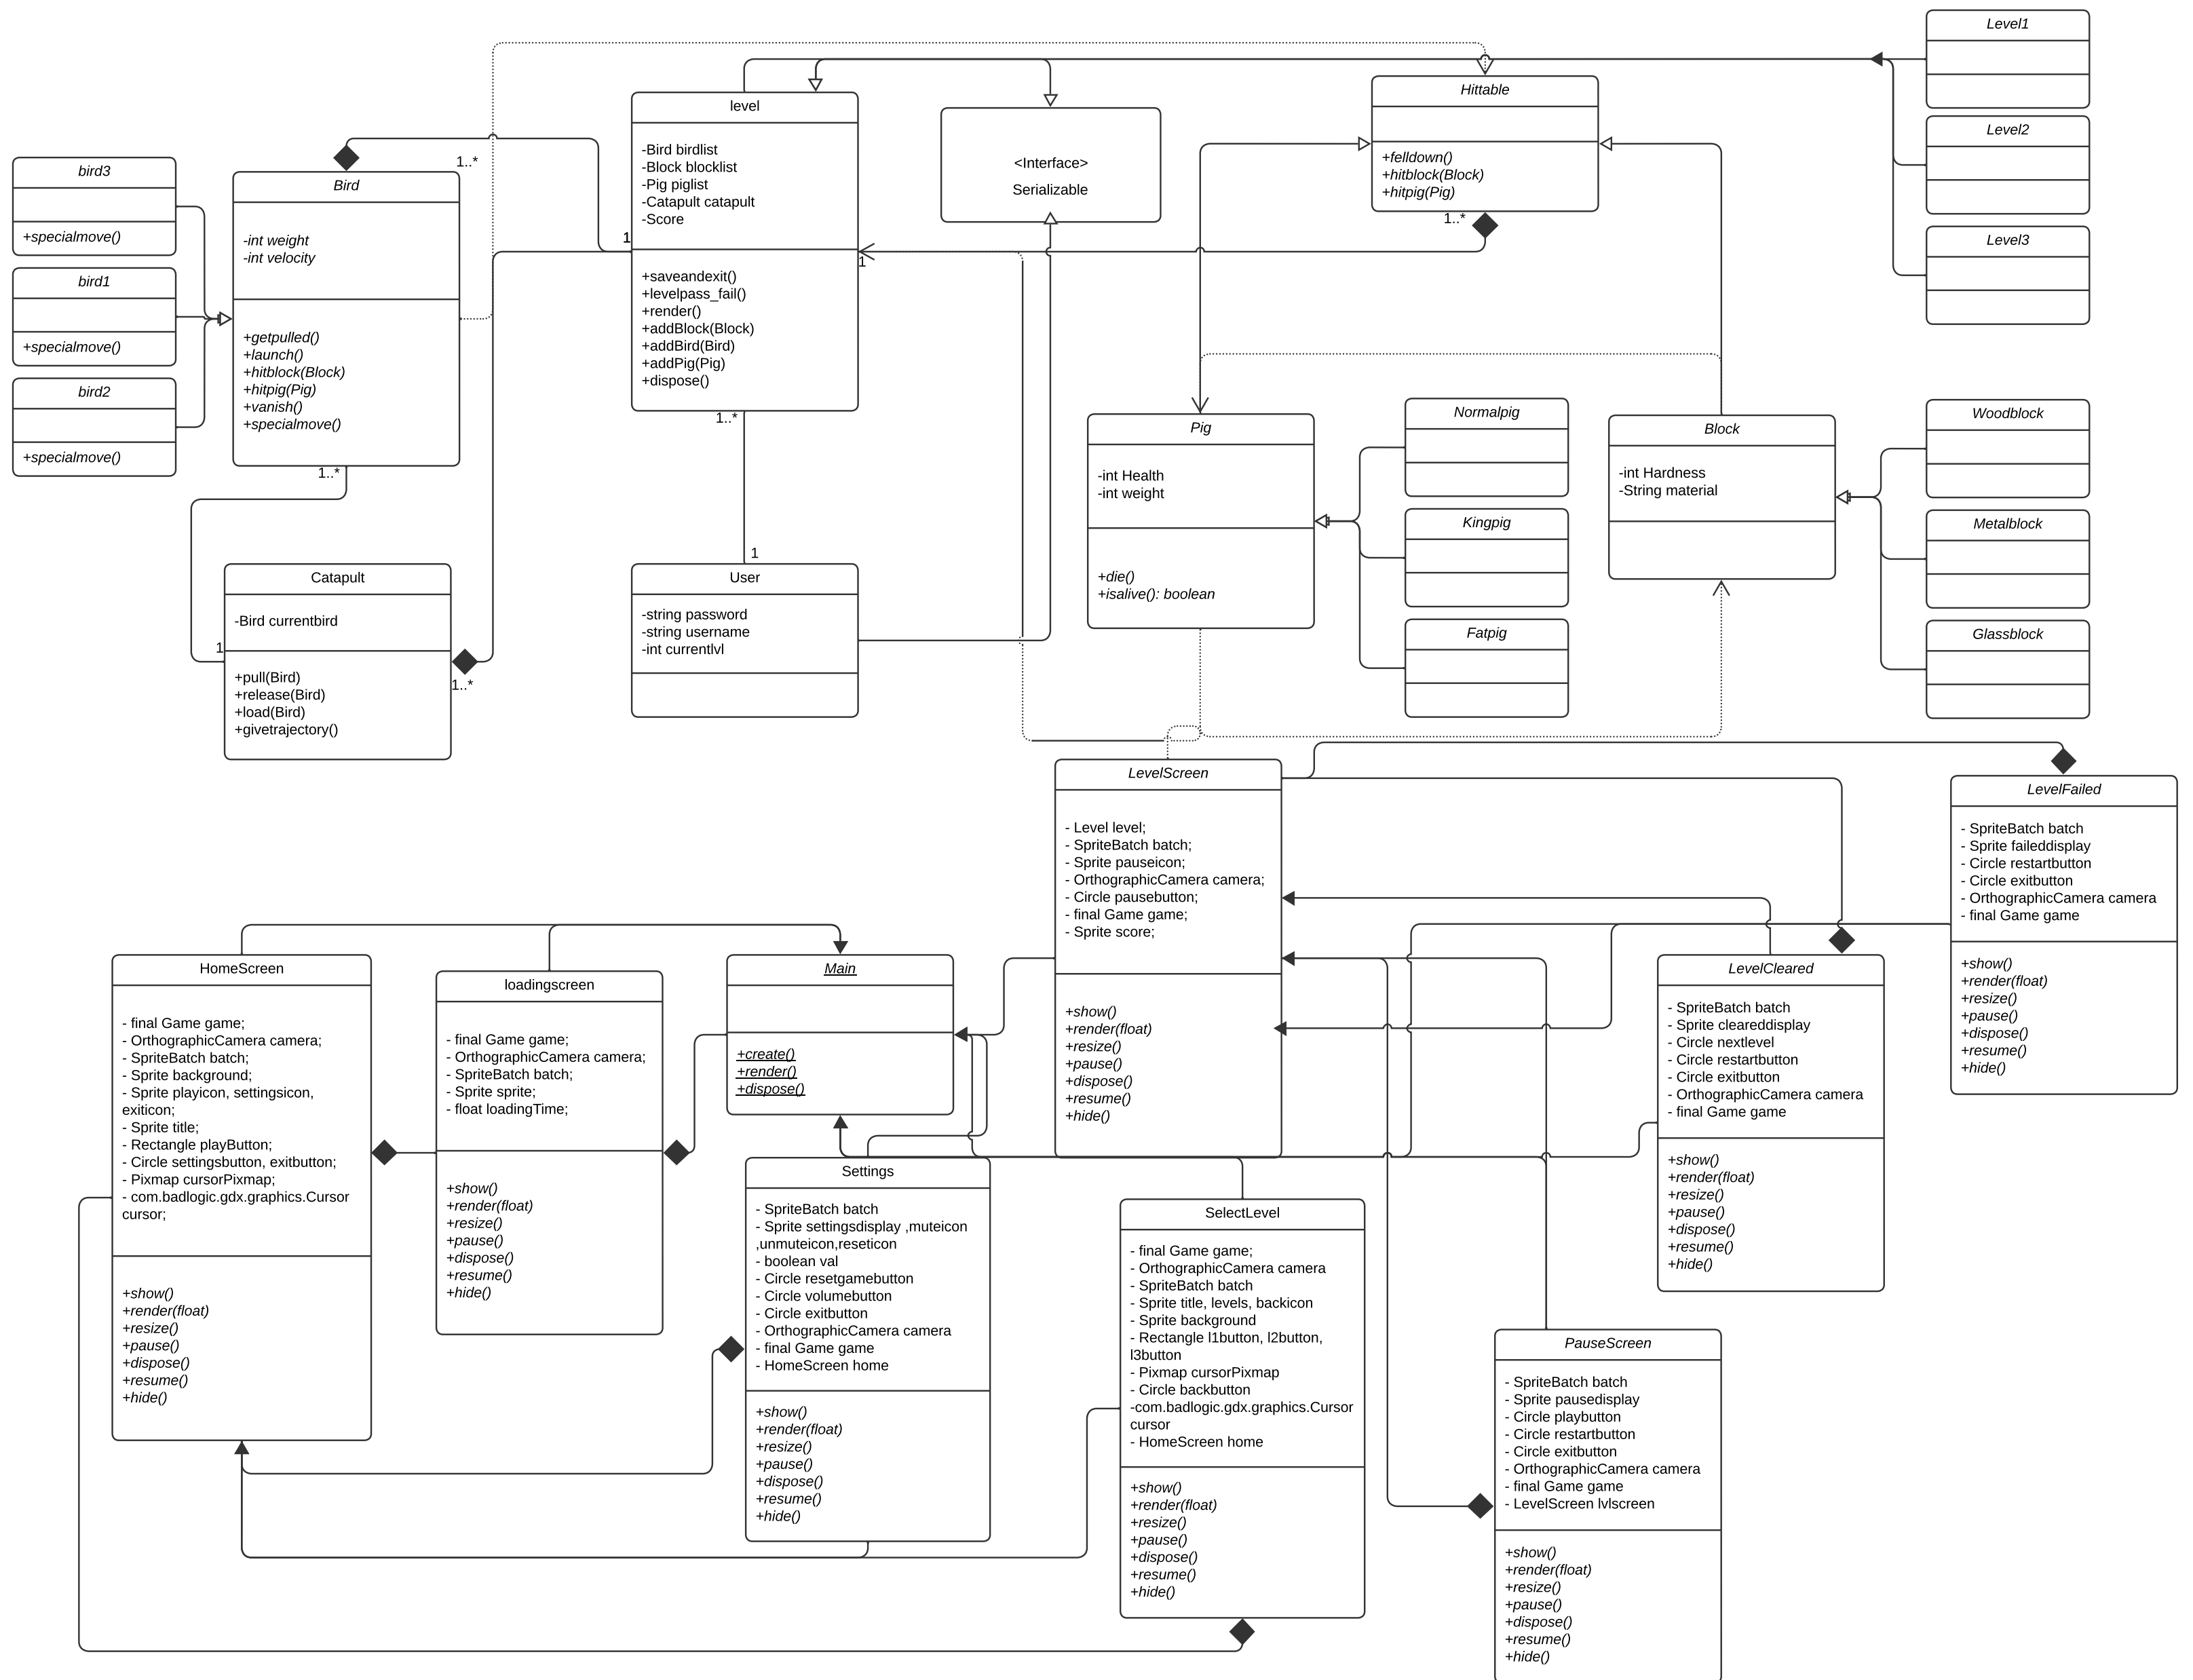 bird3
+specialmove()
bird1
+specialmove()
bird2
+specialmove()
1..*
Bird
-int weight
-int velocity
+getpulled()
+launch()
+hitblock(Block)
+hitpig(Pig)
+vanish()
+specialmove()
1..*
1
Catapult
-Bird currentbird
+pull(Bird)
+release(Bird)
+load(Bird)
+givetrajectory()
1..*
level
-Bird birdlist
-Block blocklist
-Pig piglist
-Catapult catapult
-Score
1
1
+saveandexit()
+levelpass_fail()
+render()
+addBlock(Block)
+addBird(Bird)
+addPig(Pig)
+dispose()
1..*
1
User
-string password
-string username
-int currentlvl
<Interface>
Serializable
Hittable
+felldown()
+hitblock(Block)
+hitpig(Pig)
1..*
Level1
Level2
Level3
Pig
-int Health
-int weight
+die()
+isalive(): boolean
Normalpig
Kingpig
Fatpig
Block
-int Hardness
-String material
Woodblock
Metalblock
Glassblock
LevelScreen
- Level level;
- SpriteBatch batch;
- Sprite pauseicon;
- OrthographicCamera camera;
- Circle pausebutton;
- final Game game;
- Sprite score;
+show()
+render(float)
+resize()
+pause()
+dispose()
+resume()
+hide()
LevelFailed
- SpriteBatch batch
- Sprite faileddisplay
- Circle restartbutton
- Circle exitbutton
- OrthographicCamera camera
- final Game game
+show()
+render(float)
+resize()
+pause()
+dispose()
+resume()
+hide()
LevelCleared
- SpriteBatch batch
- Sprite cleareddisplay
- Circle nextlevel
- Circle restartbutton
- Circle exitbutton
- OrthographicCamera camera
- final Game game
+show()
+render(float)
+resize()
+pause()
+dispose()
+resume()
+hide()
HomeScreen
- final Game game;
- OrthographicCamera camera;
- SpriteBatch batch;
- Sprite background;
- Sprite playicon, settingsicon,
exiticon;
- Sprite title;
- Rectangle playButton;
- Circle settingsbutton, exitbutton;
- Pixmap cursorPixmap;
- com.badlogic.gdx.graphics.Cursor
cursor;
+show()
+render(float)
+resize()
+pause()
+dispose()
+resume()
+hide()
loadingscreen
- final Game game;
- OrthographicCamera camera;
- SpriteBatch batch;
- Sprite sprite;
- float loadingTime;
+show()
+render(float)
+resize()
+pause()
+dispose()
+resume()
+hide()
Main
+create()
+render()
+dispose()
Settings
- SpriteBatch batch
- Sprite settingsdisplay ,muteicon
,unmuteicon,reseticon
- boolean val
- Circle resetgamebutton
- Circle volumebutton
- Circle exitbutton
- OrthographicCamera camera
- final Game game
- HomeScreen home
+show()
+render(float)
+resize()
+pause()
+dispose()
+resume()
+hide()
SelectLevel
- final Game game;
- OrthographicCamera camera
- SpriteBatch batch
- Sprite title, levels, backicon
- Sprite background
- Rectangle l1button, l2button,
l3button
- Pixmap cursorPixmap
- Circle backbutton
-com.badlogic.gdx.graphics.Cursor
cursor
- HomeScreen home
+show()
+render(float)
+resize()
+pause()
+dispose()
+resume()
+hide()
PauseScreen
- SpriteBatch batch
- Sprite pausedisplay
- Circle playbutton
- Circle restartbutton
- Circle exitbutton
- OrthographicCamera camera
- final Game game
- LevelScreen lvlscreen
+show()
+render(float)
+resize()
+pause()
+dispose()
+resume()
+hide()